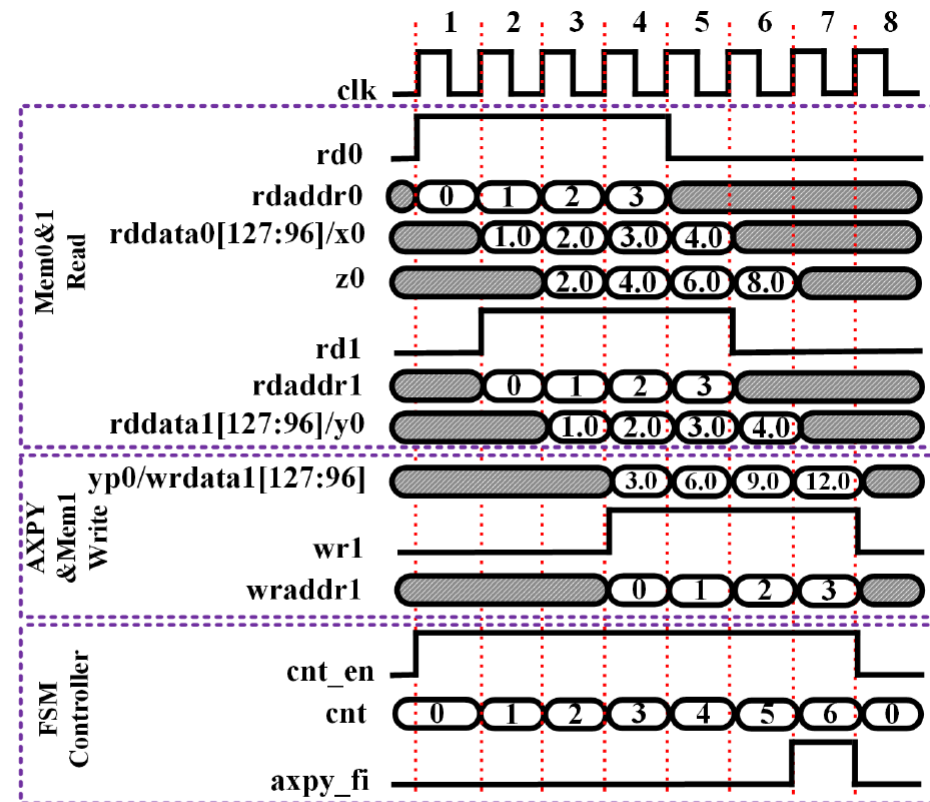 1 2 3 4 5 6 7 8
clk
Mem0&1
Read
rd0
rdaddr0 0 1 2 3
rddata0[127:96]/x0 1.0 2.0 3.0 4.0
z0 2.0 4.0 6.0 8.0
rd1
rdaddr1 0 1 2 3
rddata1[127:96]/y0 1.0 2.0 3.0 4.0
AXPY
&Mem1
Write
yp0/wrdata1[127:96] 3.0 6.0 9.0 12.0
wr1
wraddr1 0 1 2 3
FSM
Controller
cnt_en
cnt 0 1 2 3 4 5 6 0
axpy_fi